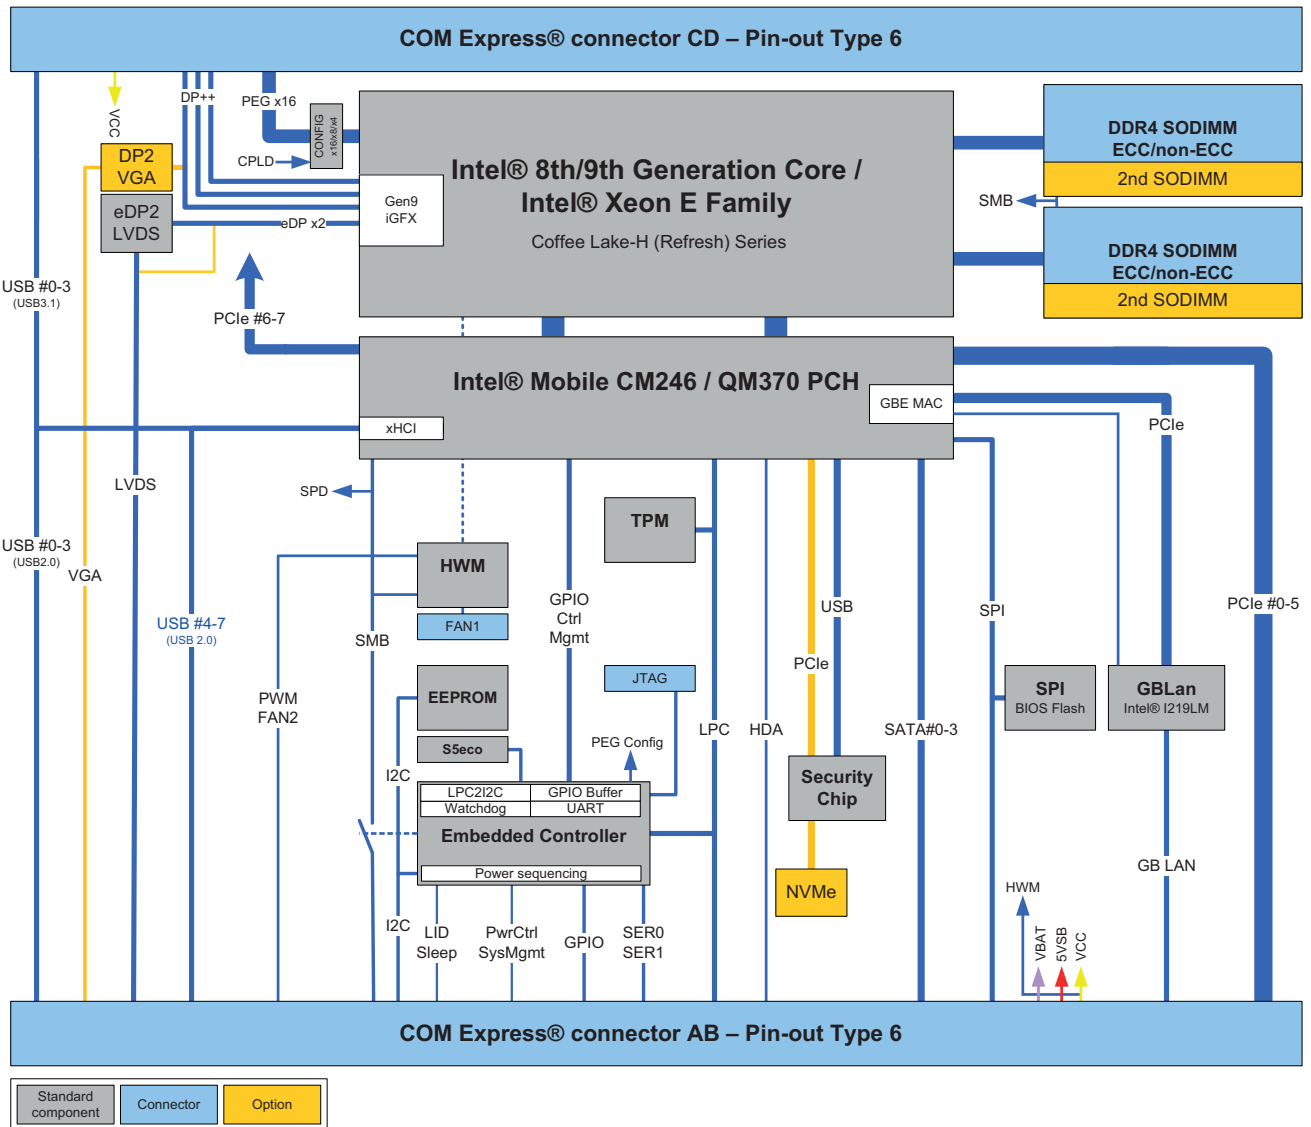 COM Express® connector CD – Pin-out Type 6
VCC
DP++
PEG x16
CPLD
CONFIG
x16/x8/x4
DP2
VGA
eDP2
LVDS
eDP x2
Gen9
iGFX
Intel® 8th/9th Generation Core /
Intel® Xeon E Family
Coffee Lake-H (Refresh) Series
DDR4 SODIMM
ECC/non-ECC
2nd SODIMM
SMB
DDR4 SODIMM
ECC/non-ECC
2nd SODIMM
USB #0-3
(USB3.1)
PCIe #6-7
Intel® Mobile CM246 / QM370 PCH
GBE MAC
xHCI
PCIe
LVDS
SPD
TPM
USB #0-3
(USB2.0)
VGA
HWM
FAN1
USB #4-7
(USB 2.0)
SMB
GPIO
Ctrl
Mgmt
USB
SPI
PCIe #0-5
PCIe
JTAG
EEPROM
PWM
FAN2
SPI
BIOS Flash
GBLan
Intel® I219LM
S5eco
PEG Config
LPC
HDA
SATA#0-3
I2C
Security
Chip
LPC2I2C
GPIO Buffer
Watchdog
UART
Embedded Controller
Power sequencing
NVMe
GB LAN
HWM
VBAT
5VSB
VCC
I2C
LID
Sleep
PwrCtrl
SysMgmt
GPIO
SER0
SER1
COM Express® connector AB – Pin-out Type 6
Standard
component
Connector
Option